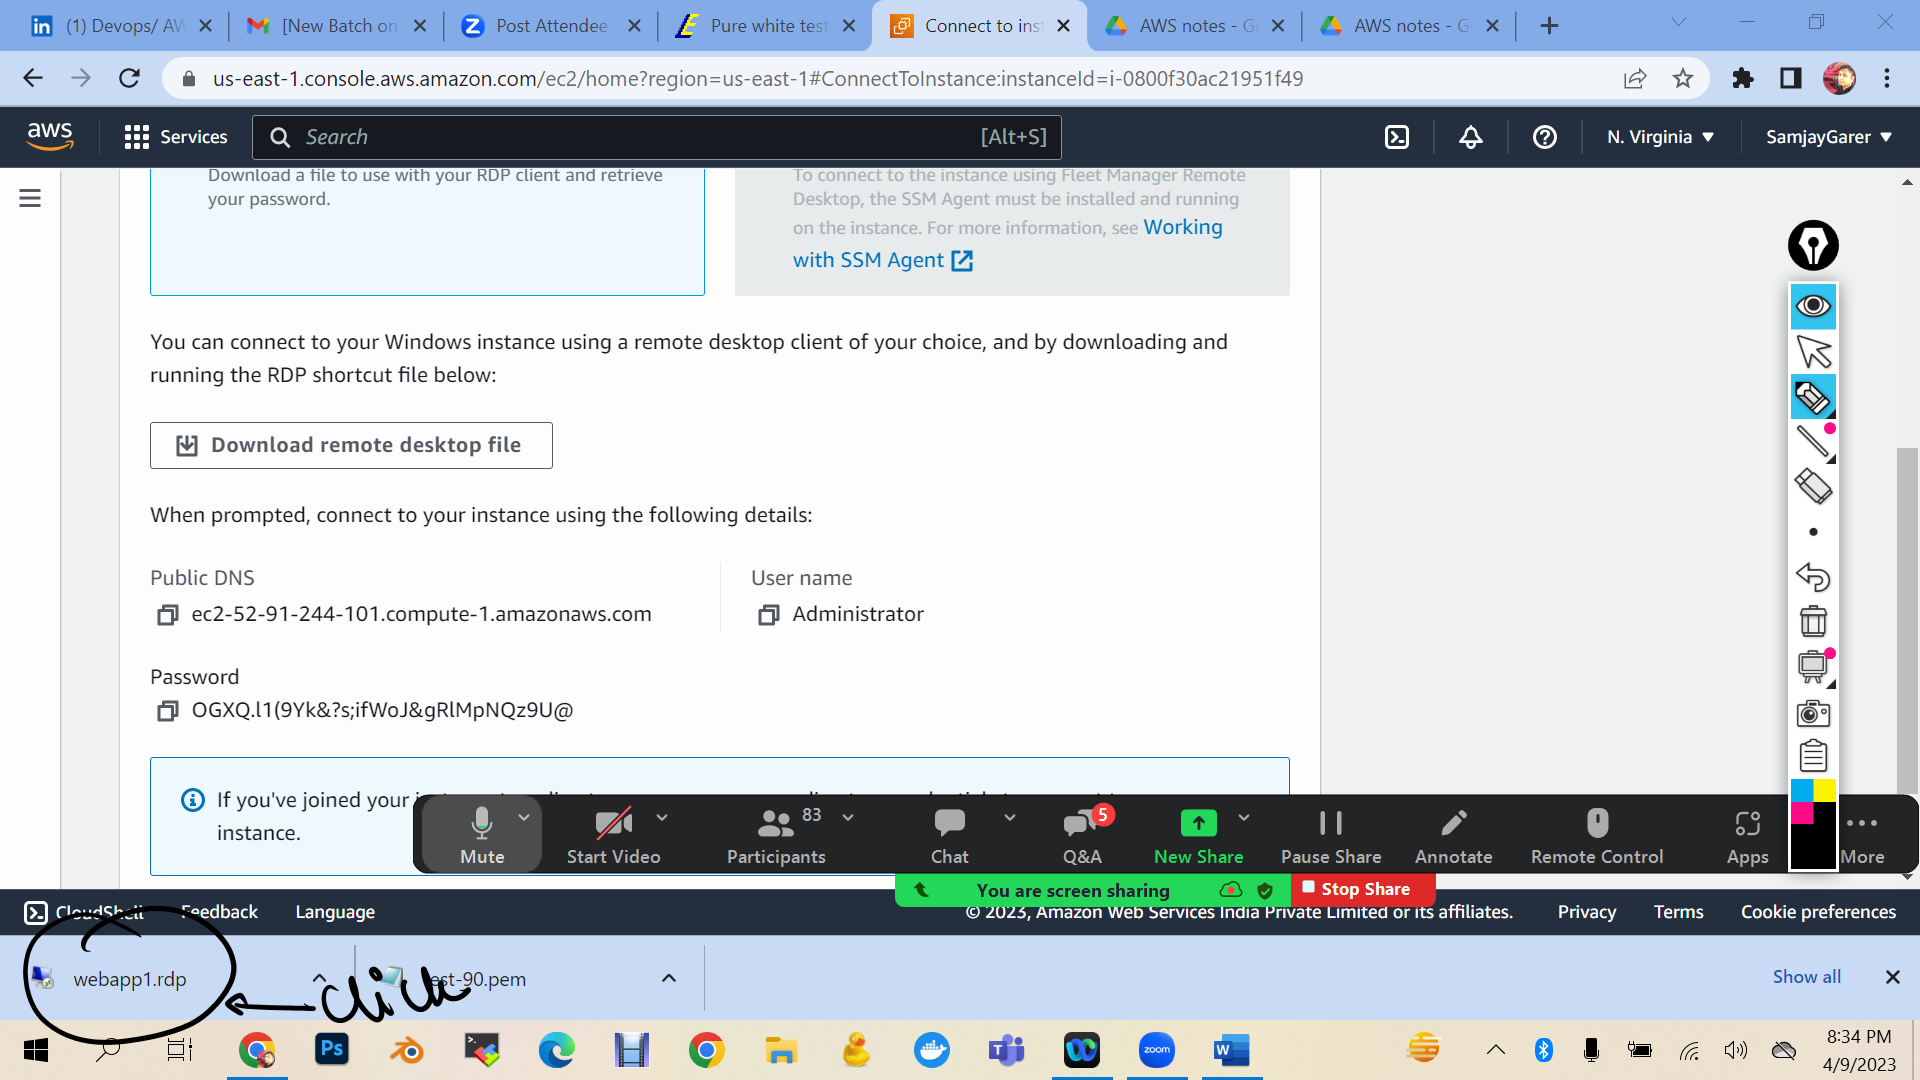 (1) Devops/ AW
[New Batch on
Post Attendee
Pure white test
Connect to inst
AWS notes - Go
AWS notes - Go
us-east-1.console.aws.amazon.com/ec2/home?region=us-east-1#ConnectToInstance:instanceId=i-0800f30ac21951f49
aws
Services
Search
[Alt+S]
N. Virginia
SamjayGarer
Download a file to use with your RDP client and retrieve
your password.
To connect to the instance using Fleet Manager Remote
Desktop, the SSM Agent must be installed and running
on the instance. For more information, see Working
with SSM Agent
You can connect to your Windows instance using a remote desktop client of your choice, and by downloading and
running the RDP shortcut file below:
Download remote desktop file
When prompted, connect to your instance using the following details:
Public DNS
ec2-52-91-244-101.compute-1.amazonaws.com
User name
Administrator
Password
OGXQ.l1(9Yk&?s;ifWoJ&gRlMpNQz9U@
If you've joined your
instance.
83
5
Mute
Start Video
Participants
Chat
Q&A
New Share
Pause Share
Annotate
Remote Control
Apps
More
You are screen sharing
Stop Share
CloudShell
Feedback
Language
© 2023, Amazon Web Services India Private Limited or its affiliates.
Privacy
Terms
Cookie preferences
webapp1.rdp
click
est-90.pem
Show all
Ps
zoom
W
8:34 PM
4/9/2023